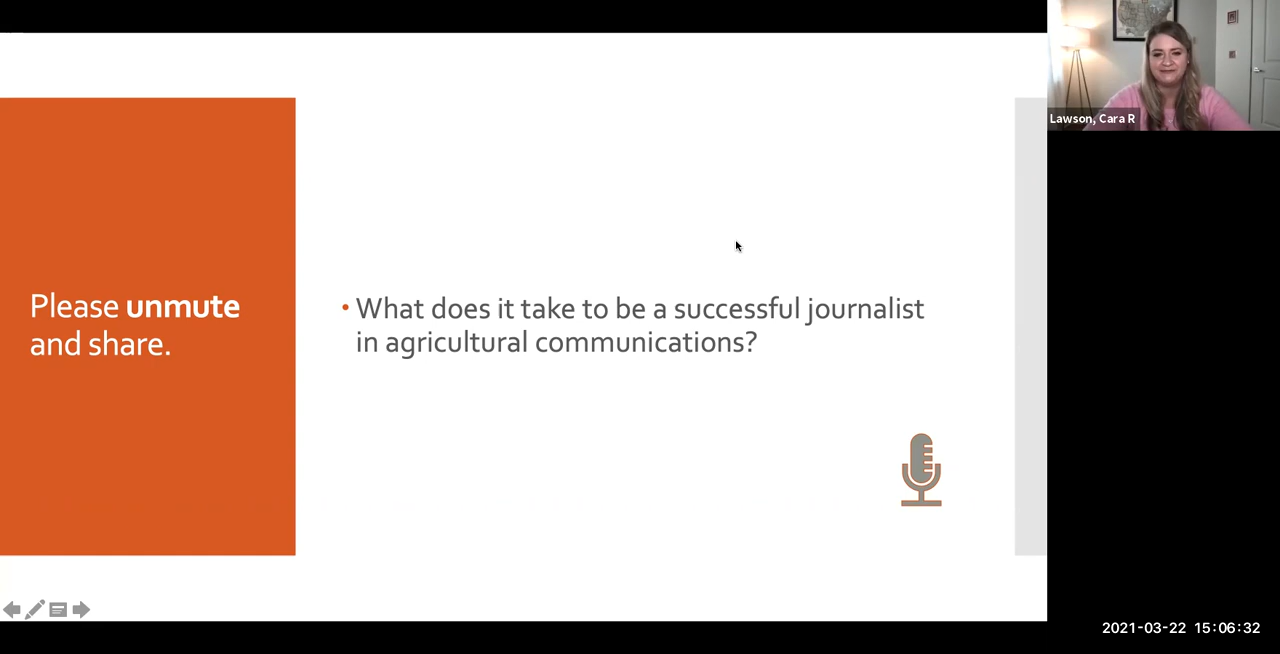 Please unmute
and share.
• What does it take to be a successful journalist
in agricultural communications?
Lawson, Cara R
2021-03-22 15:06:32